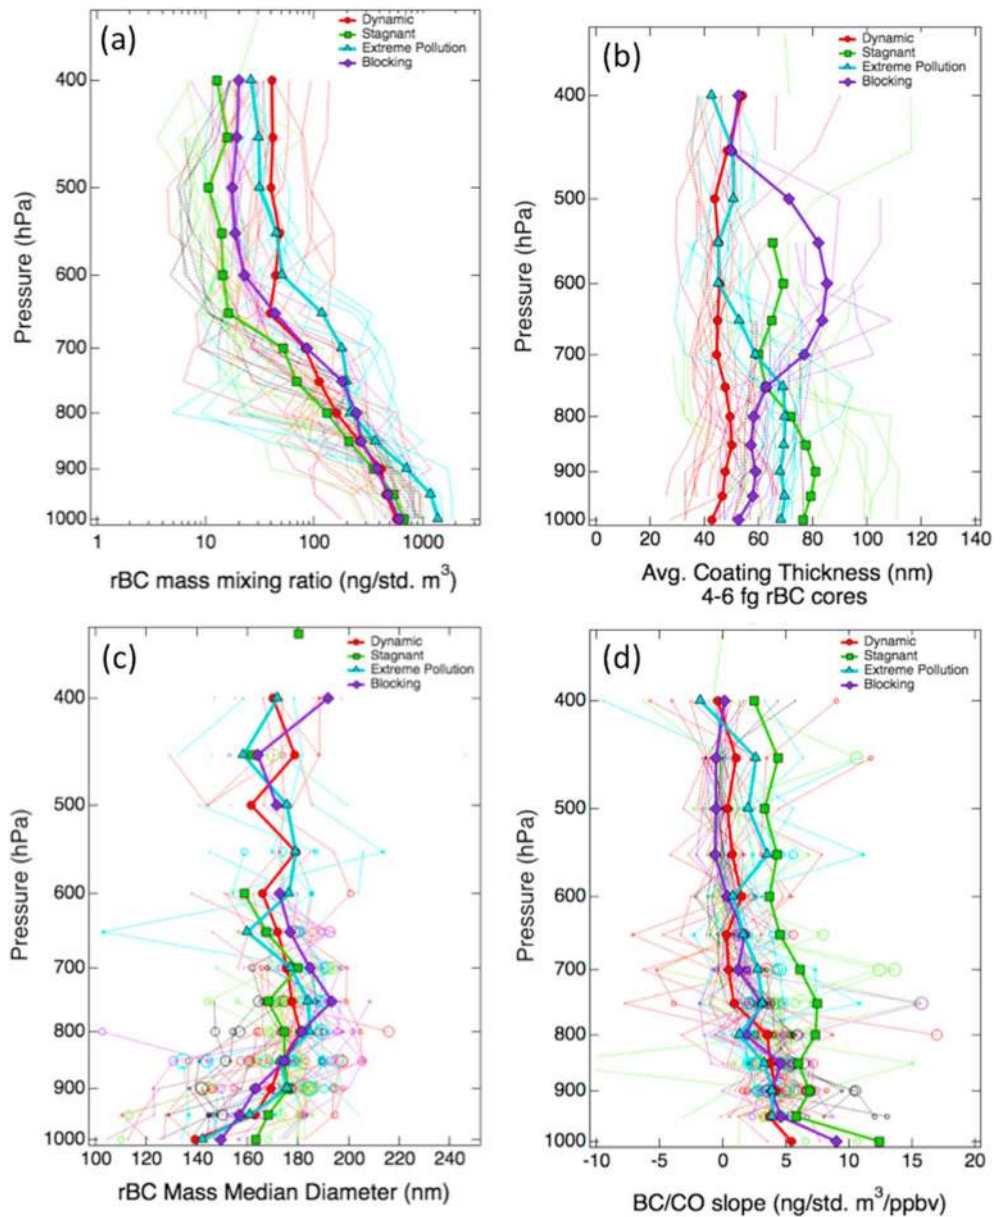 (a)
Dynamic
Stagnant
Extreme Pollution
Blocking
400
500
600
700
800
900
1000
Pressure (hPa)
1
10
100
1000
rBC mass mixing ratio (ng/std. m³)
(b)
Dynamic
Stagnant
Extreme Pollution
Blocking
400
500
600
700
800
900
1000
Pressure (hPa)
0
20
40
60
80
100
120
140
Avg. Coating Thickness (nm)
4-6 fg rBC cores
(c)
Dynamic
Stagnant
Extreme Pollution
Blocking
400
500
600
700
800
900
1000
Pressure (hPa)
100
120
140
160
180
200
220
240
rBC Mass Median Diameter (nm)
(d)
Dynamic
Stagnant
Extreme Pollution
Blocking
400
500
600
700
800
900
1000
Pressure (hPa)
-10
-5
0
5
10
15
20
BC/CO slope (ng/std. m³/ppbv)